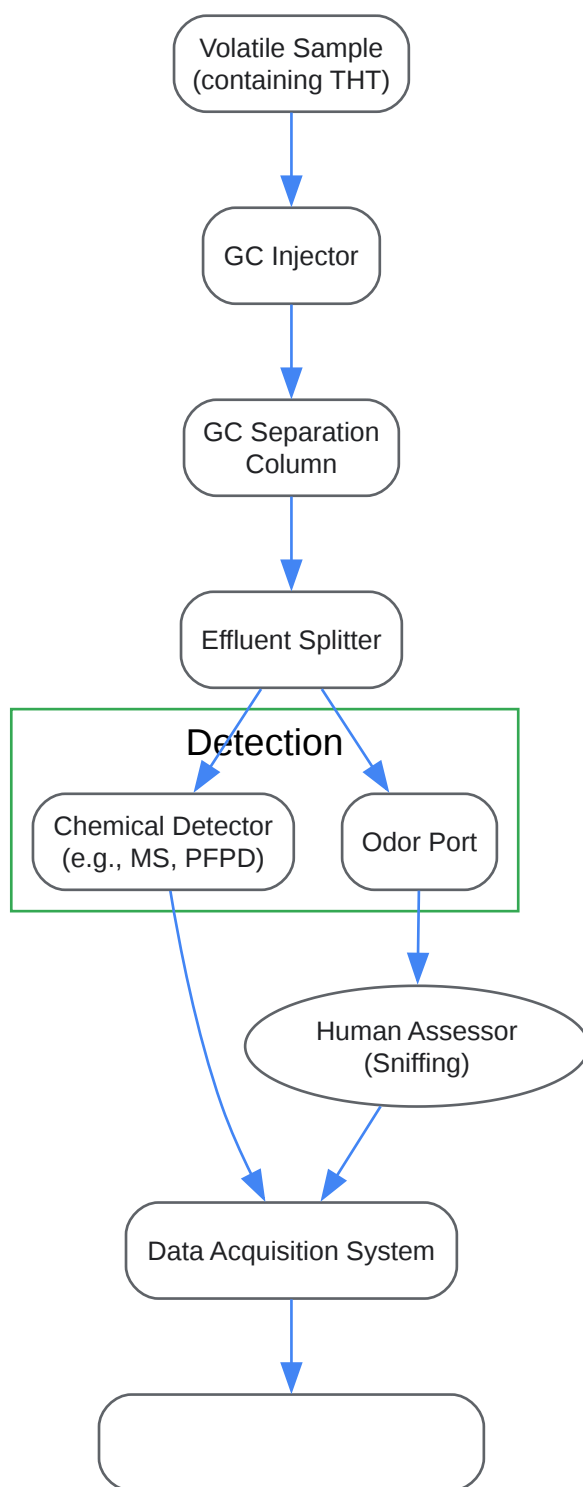 Volatile Sample
(containing THT)
GC Injector
GC Separation
Column
Effluent Splitter
Detection
Chemical Detector
(e.g., MS, PFPD)
Odor Port
Human Assessor
(Sniffing)
Data Acquisition System